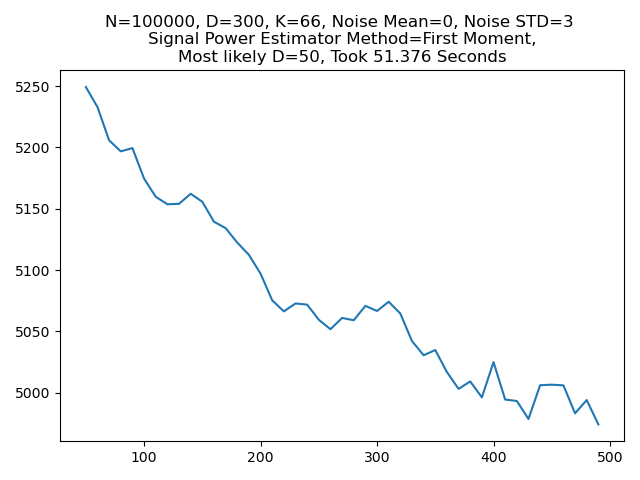 N=100000, D=300, K=66, Noise Mean=0, Noise STD=3
Signal Power Estimator Method=First Moment,
Most likely D=50, Took 51.376 Seconds
5250
5200
5150
5100
5050
5000
100 200 300 400 500